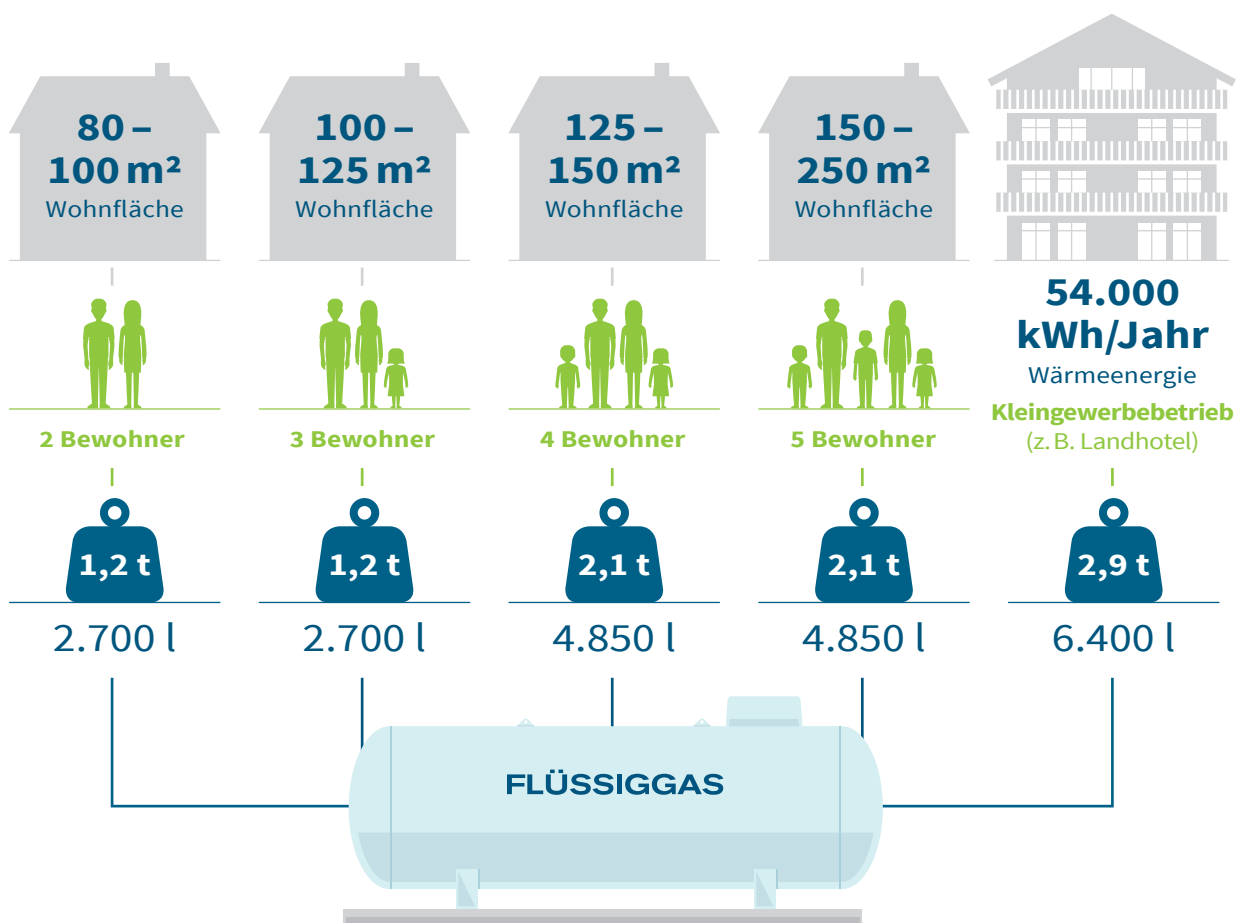 80 –
100 m²
Wohnfläche
100 –
125 m²
Wohnfläche
125 –
150 m²
Wohnfläche
150 –
250 m²
Wohnfläche
54.000
kWh/Jahr
Wärmeenergie
2 Bewohner
3 Bewohner
4 Bewohner
5 Bewohner
Kleingewerbebetrieb
(z. B. Landhotel)
1,2 t
1,2 t
2,1 t
2,1 t
2,9 t
2.700 l
2.700 l
4.850 l
4.850 l
6.400 l
FLÜSSIGGAS